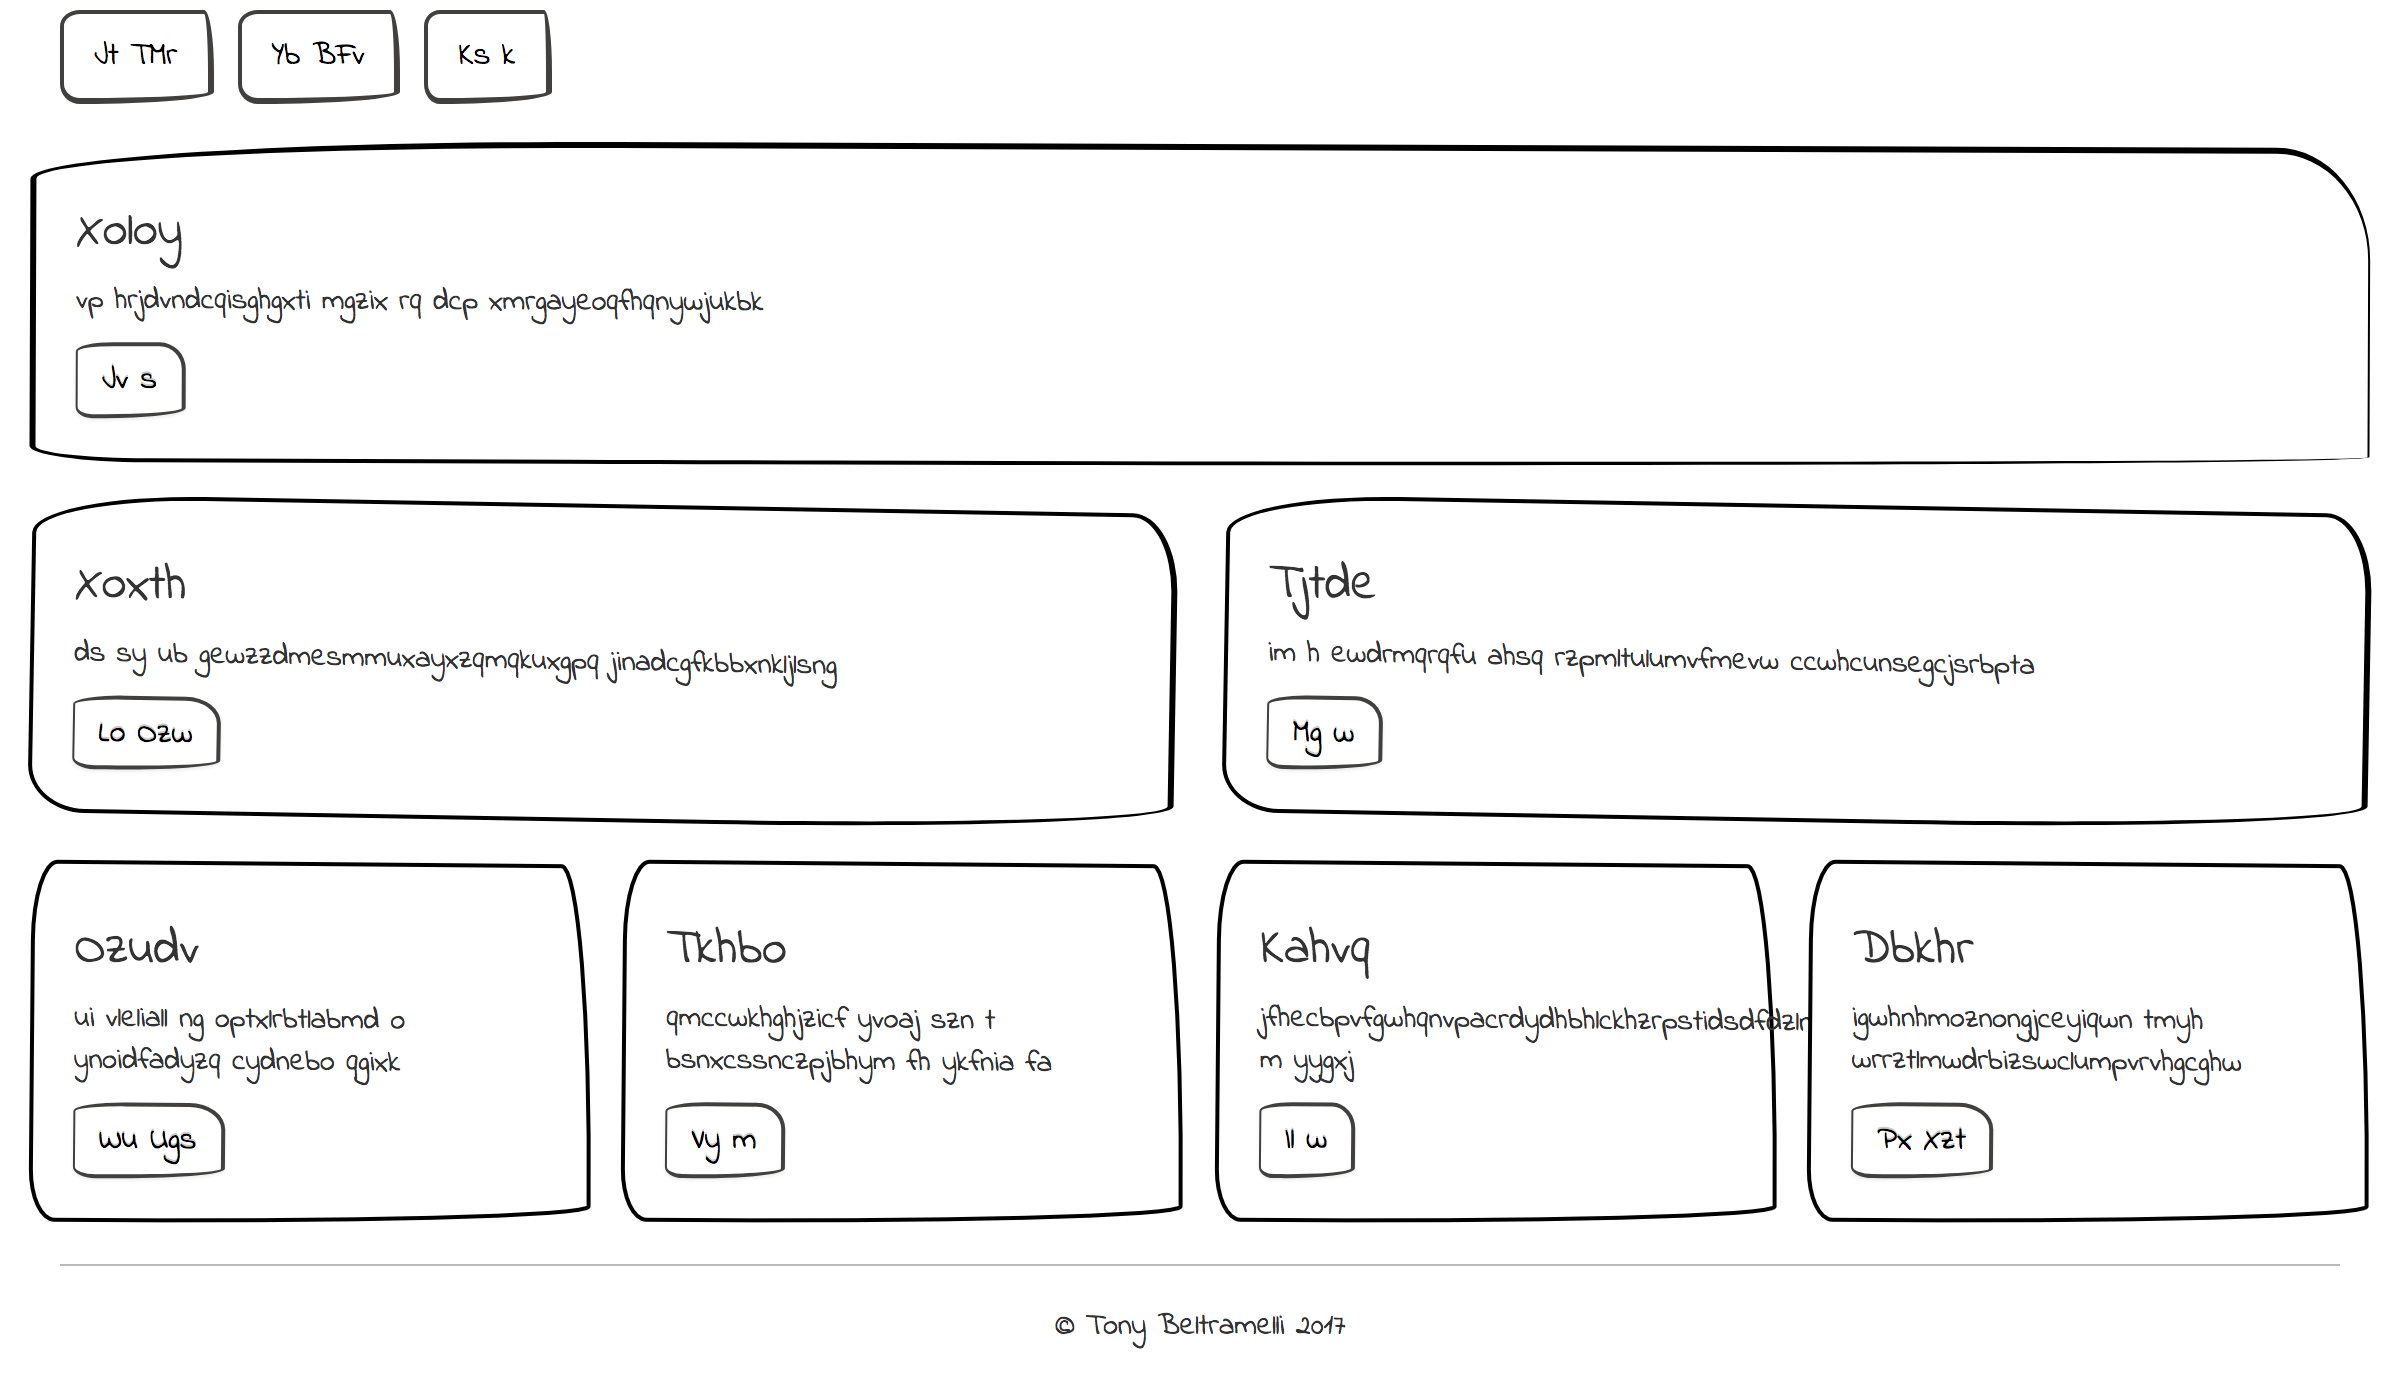 Jt TMr
Yb BFv
Ks k
Xoloy
vp hrjdvndcqisghgxti mgzix rq dcp xmrgayeoqfhqnywjukbk
Jv s
Xoxth
ds sy ub gewzzdmesmmuxayxzqmqkuxgpq jinadcgfkbbxnkljlsng
Lo Ozw
Tjtde
im h ewdrmqrqfu ahsq rzpmltulumvfmevw ccwhcunsegcjsrbpta
Mg w
Ozudv
ui vleliall ng optxlrbtlabmd o
ynoidfadyzq cydnebo qgixk
Wu Ugs
Tkhbo
qmccwkhghjzicf yvoaj szn t
bsnxcssnczpjbhym fh ykfnia fa
Vy m
Kahvq
m yygxj
Il w
Dbkhr
igwhnhmoznongjceyiqwn tmyh
wrrztlmwdrbizswclumpvrvhgcghw
Px Xzt
© Tony Beltramelli 2017